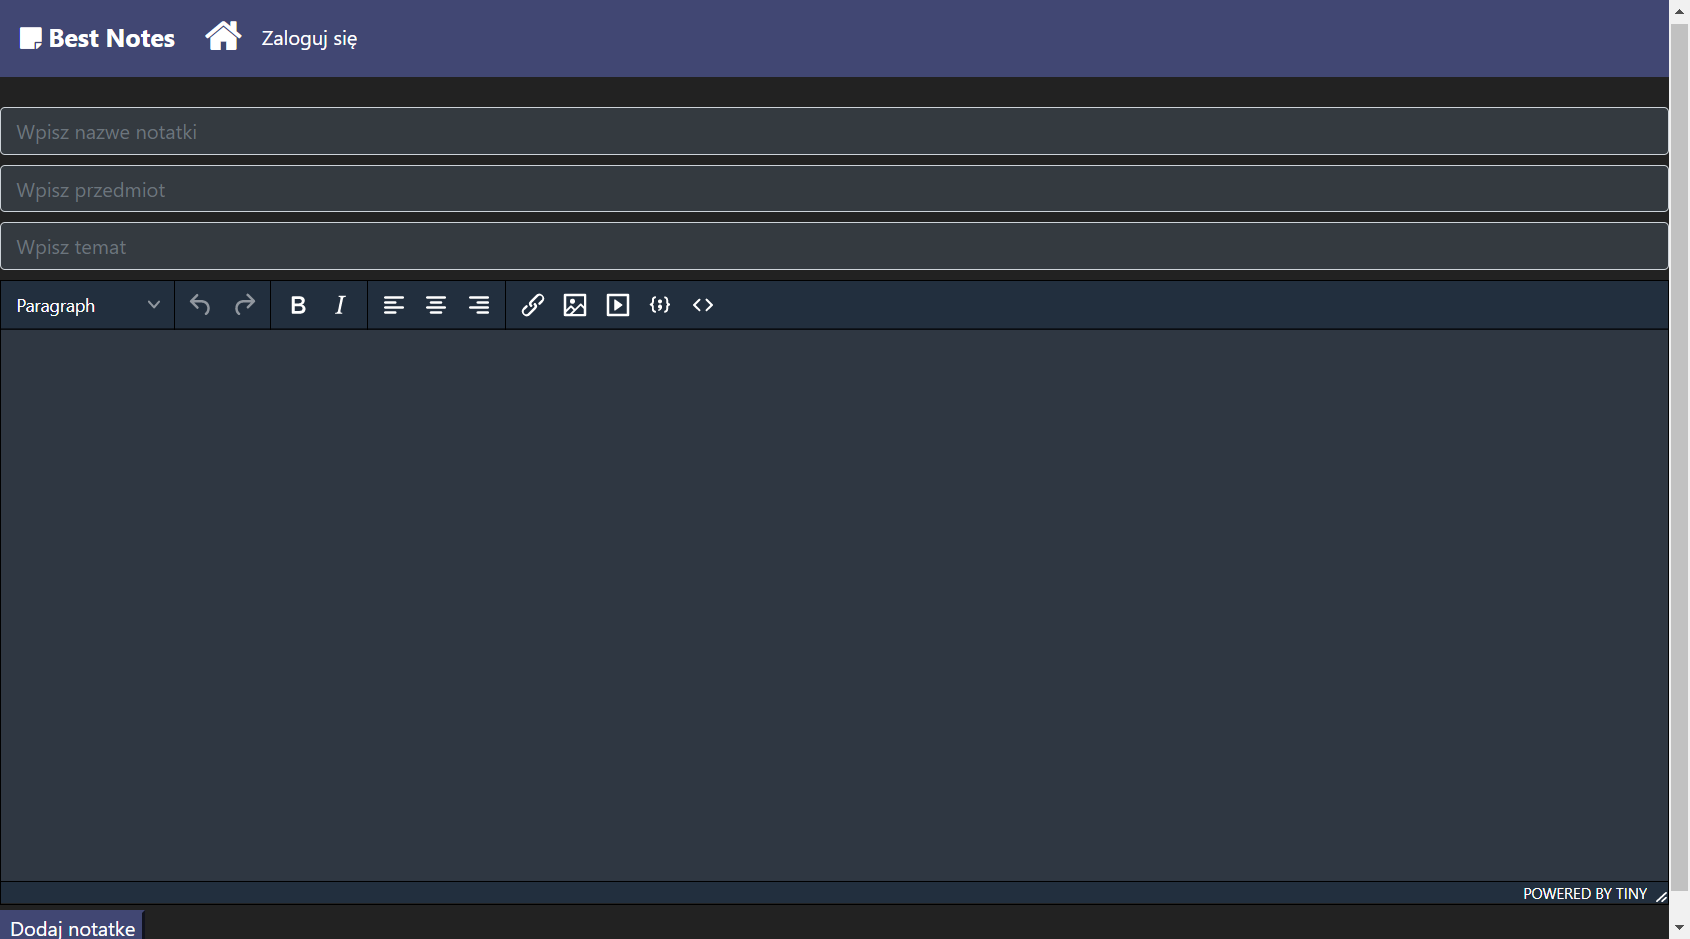 Best Notes Zaloguj się
Wpisz nazwe notatki
Wpisz przedmiot
Wpisz temat
Paragraph B I
POWERED BY TINY
Dodaj notatke